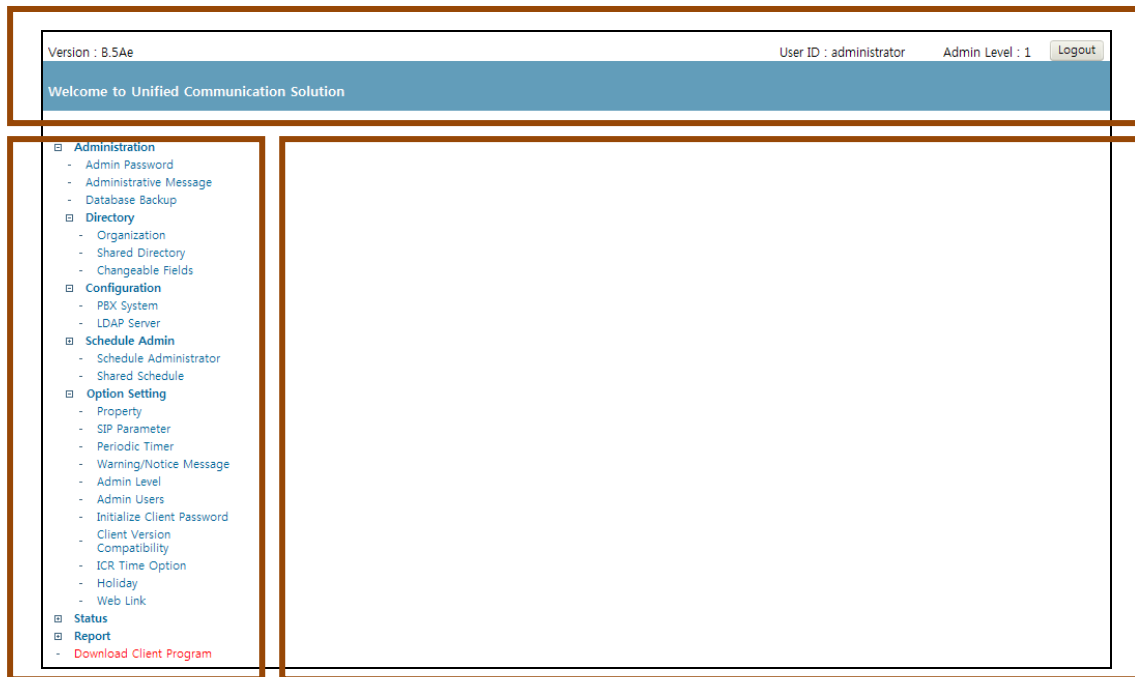 Version : B.5Ae
User ID : administrator
Admin Level : 1
Logout
Welcome to Unified Communication Solution
Administration
- Admin Password
- Administrative Message
- Database Backup
Directory
- Organization
- Shared Directory
- Changeable Fields
Configuration
- PBX System
- LDAP Server
Schedule Admin
- Schedule Administrator
- Shared Schedule
Option Setting
- Property
- SIP Parameter
- Periodic Timer
- Warning/Notice Message
- Admin Level
- Admin Users
- Initialize Client Password
- Client Version
Compatibility
- ICR Time Option
- Holiday
- Web Link
Status
Report
- Download Client Program